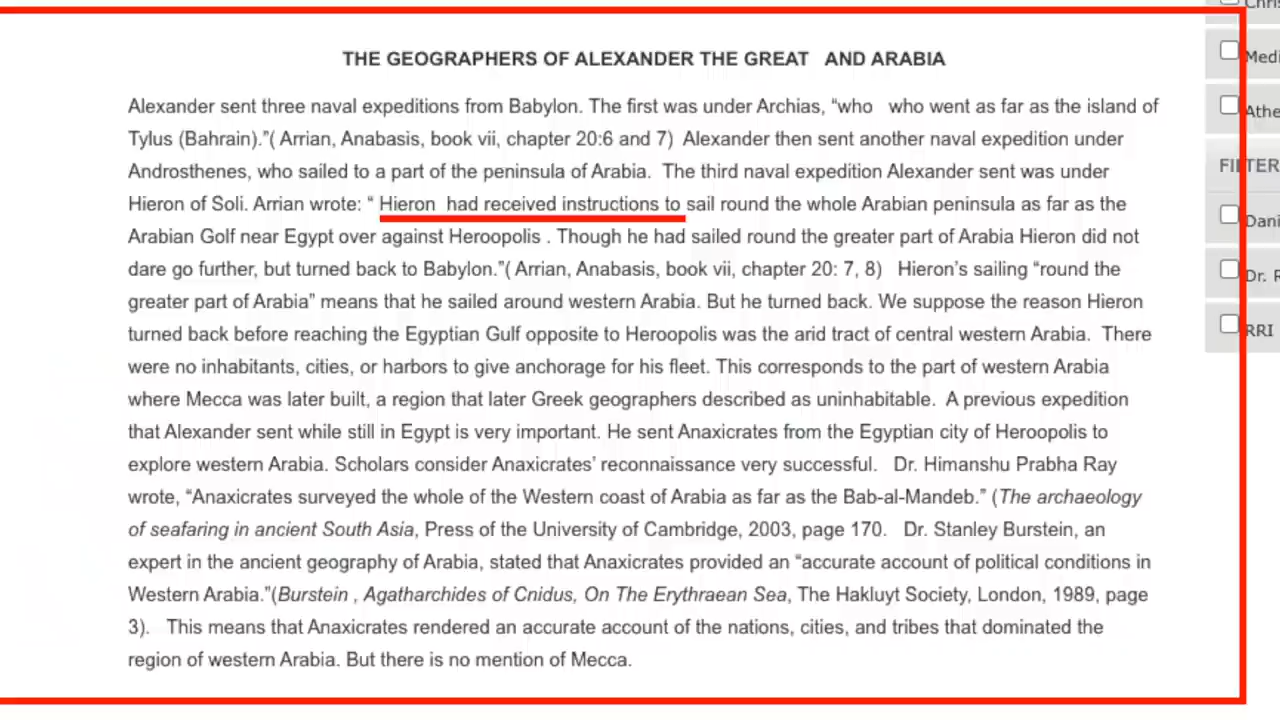 Chris
THE GEOGRAPHERS OF ALEXANDER THE GREAT AND ARABIA
Medi
Alexander sent three naval expeditions from Babylon. The first was under Archias, “who who went as far as the island of
Athe
Tylus (Bahrain).”( Arrian, Anabasis, book vii, chapter 20:6 and 7) Alexander then sent another naval expedition under
FILTER
Androsthenes, who sailed to a part of the peninsula of Arabia. The third naval expedition Alexander sent was under
Hieron of Soli. Arrian wrote: “ Hieron had received instructions to sail round the whole Arabian peninsula as far as the
Dani
Arabian Golf near Egypt over against Heroopolis . Though he had sailed round the greater part of Arabia Hieron did not
dare go further, but turned back to Babylon.”( Arrian, Anabasis, book vii, chapter 20: 7, 8) Hieron’s sailing “round the
Dr. R
greater part of Arabia” means that he sailed around western Arabia. But he turned back. We suppose the reason Hieron
turned back before reaching the Egyptian Gulf opposite to Heroopolis was the arid tract of central western Arabia. There
RRI
were no inhabitants, cities, or harbors to give anchorage for his fleet. This corresponds to the part of western Arabia
where Mecca was later built, a region that later Greek geographers described as uninhabitable. A previous expedition
that Alexander sent while still in Egypt is very important. He sent Anaxicrates from the Egyptian city of Heroopolis to
explore western Arabia. Scholars consider Anaxicrates’ reconnaissance very successful. Dr. Himanshu Prabha Ray
wrote, “Anaxicrates surveyed the whole of the Western coast of Arabia as far as the Bab-al-Mandeb.” (The archaeology
of seafaring in ancient South Asia, Press of the University of Cambridge, 2003, page 170. Dr. Stanley Burstein, an
expert in the ancient geography of Arabia, stated that Anaxicrates provided an “accurate account of political conditions in
Western Arabia.”(Burstein , Agatharchides of Cnidus, On The Erythraean Sea, The Hakluyt Society, London, 1989, page
3). This means that Anaxicrates rendered an accurate account of the nations, cities, and tribes that dominated the
region of western Arabia. But there is no mention of Mecca.